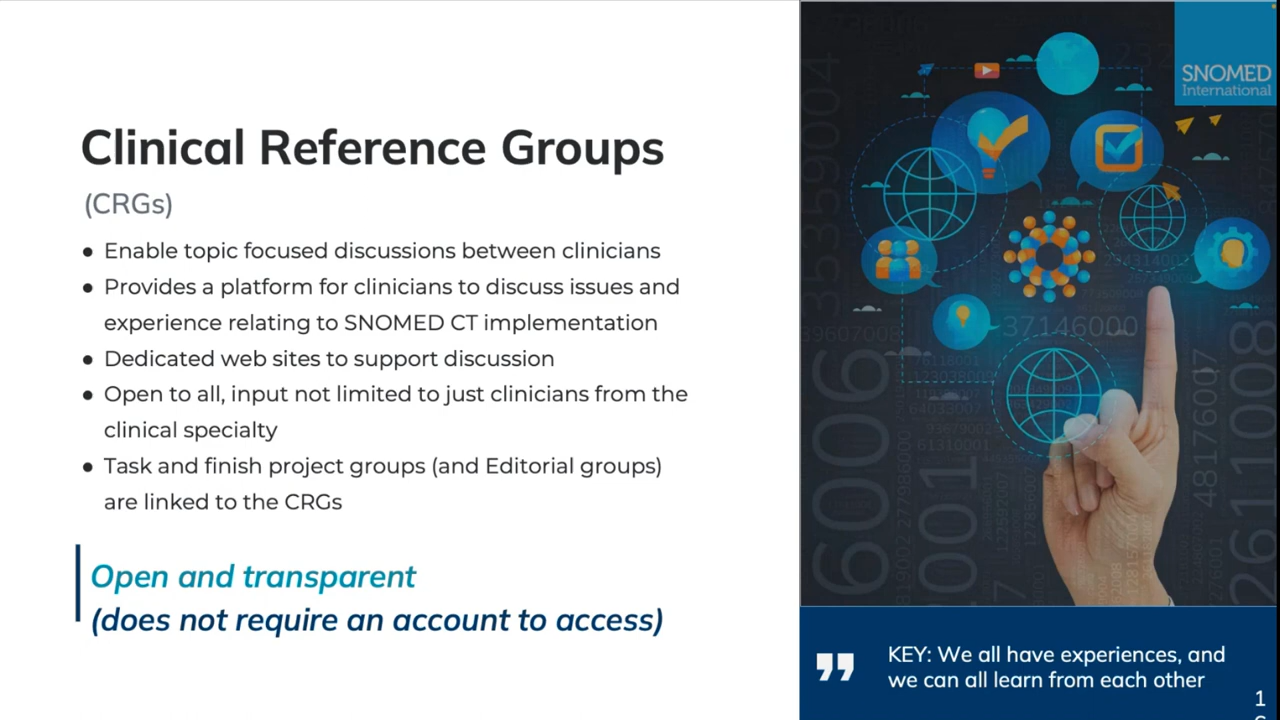 Clinical Reference Groups
(CRGs)
● Enable topic focused discussions between clinicians
● Provides a platform for clinicians to discuss issues and
experience relating to SNOMED CT implementation
● Dedicated web sites to support discussion
● Open to all, input not limited to just clinicians from the
clinical specialty
● Task and finish project groups (and Editorial groups)
are linked to the CRGs
Open and transparent
(does not require an account to access)
SNOMED
International
37146000
KEY: We all have experiences, and
we can all learn from each other